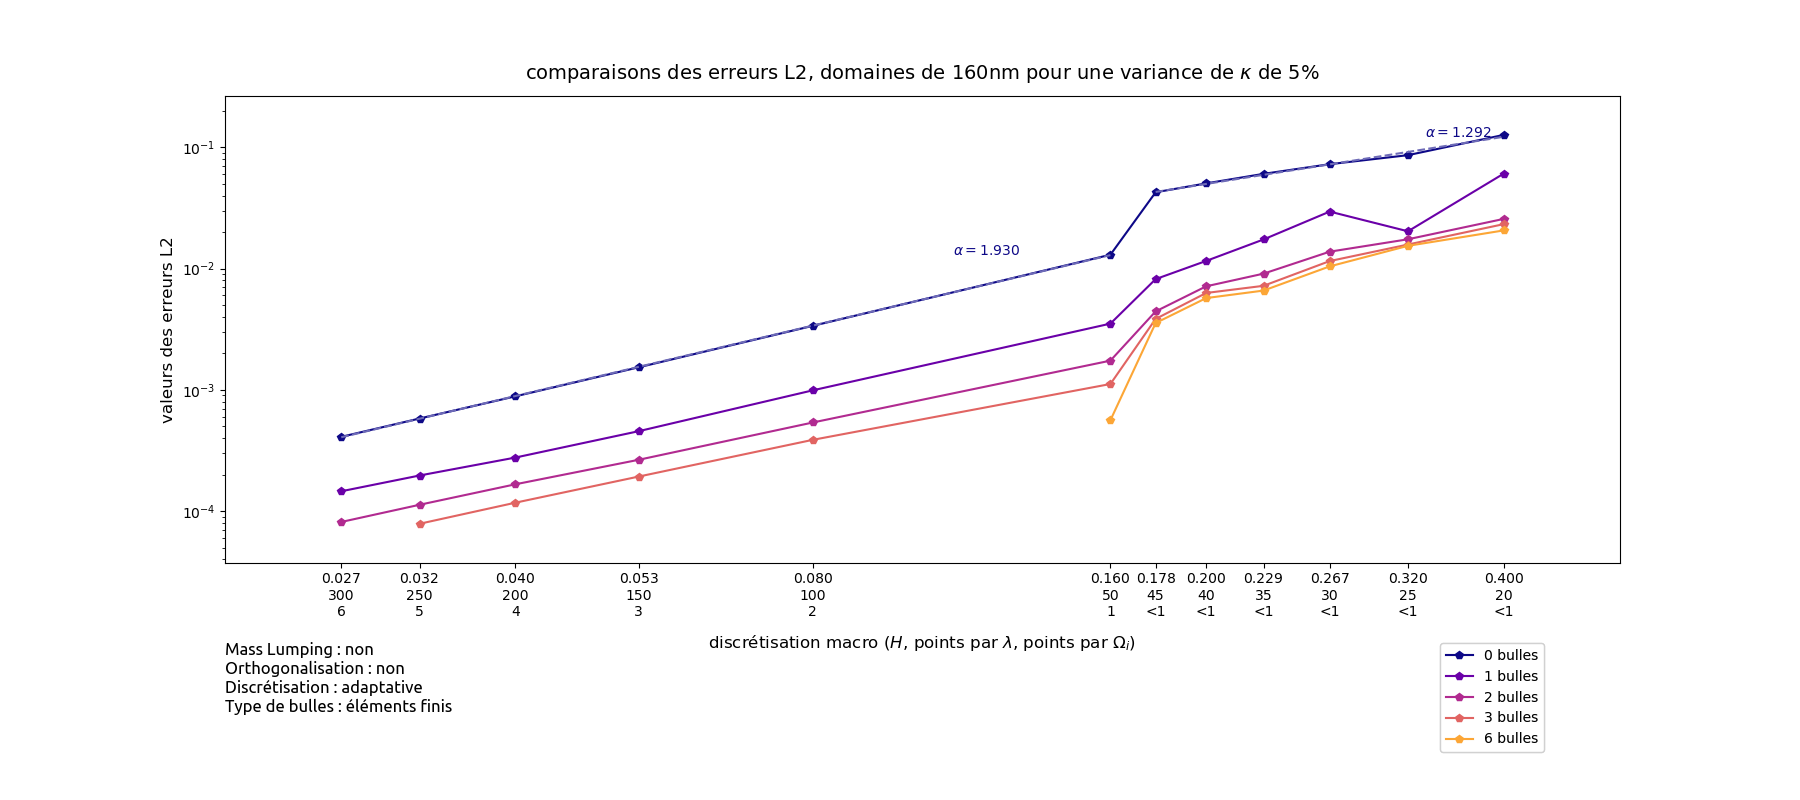 comparaisons des erreurs L2, domaines de 160nm pour une variance de κ de 5%
α = 1.292
α = 1.930
10⁻¹
10⁻²
10⁻³
10⁻⁴
valeurs des erreurs L2
0.027 0.032 0.040 0.053 0.080 0.160 0.178 0.200 0.229 0.267 0.320 0.400
300 250 200 150 100 50 45 40 35 30 25 20
6 5 4 3 2 1 <1 <1 <1 <1 <1 <1
discrétisation macro (H, points par λ, points par Ωᵢ)
Mass Lumping : non
Orthogonalisation : non
Discrétisation : adaptative
Type de bulles : éléments finis
0 bulles
1 bulles
2 bulles
3 bulles
6 bulles